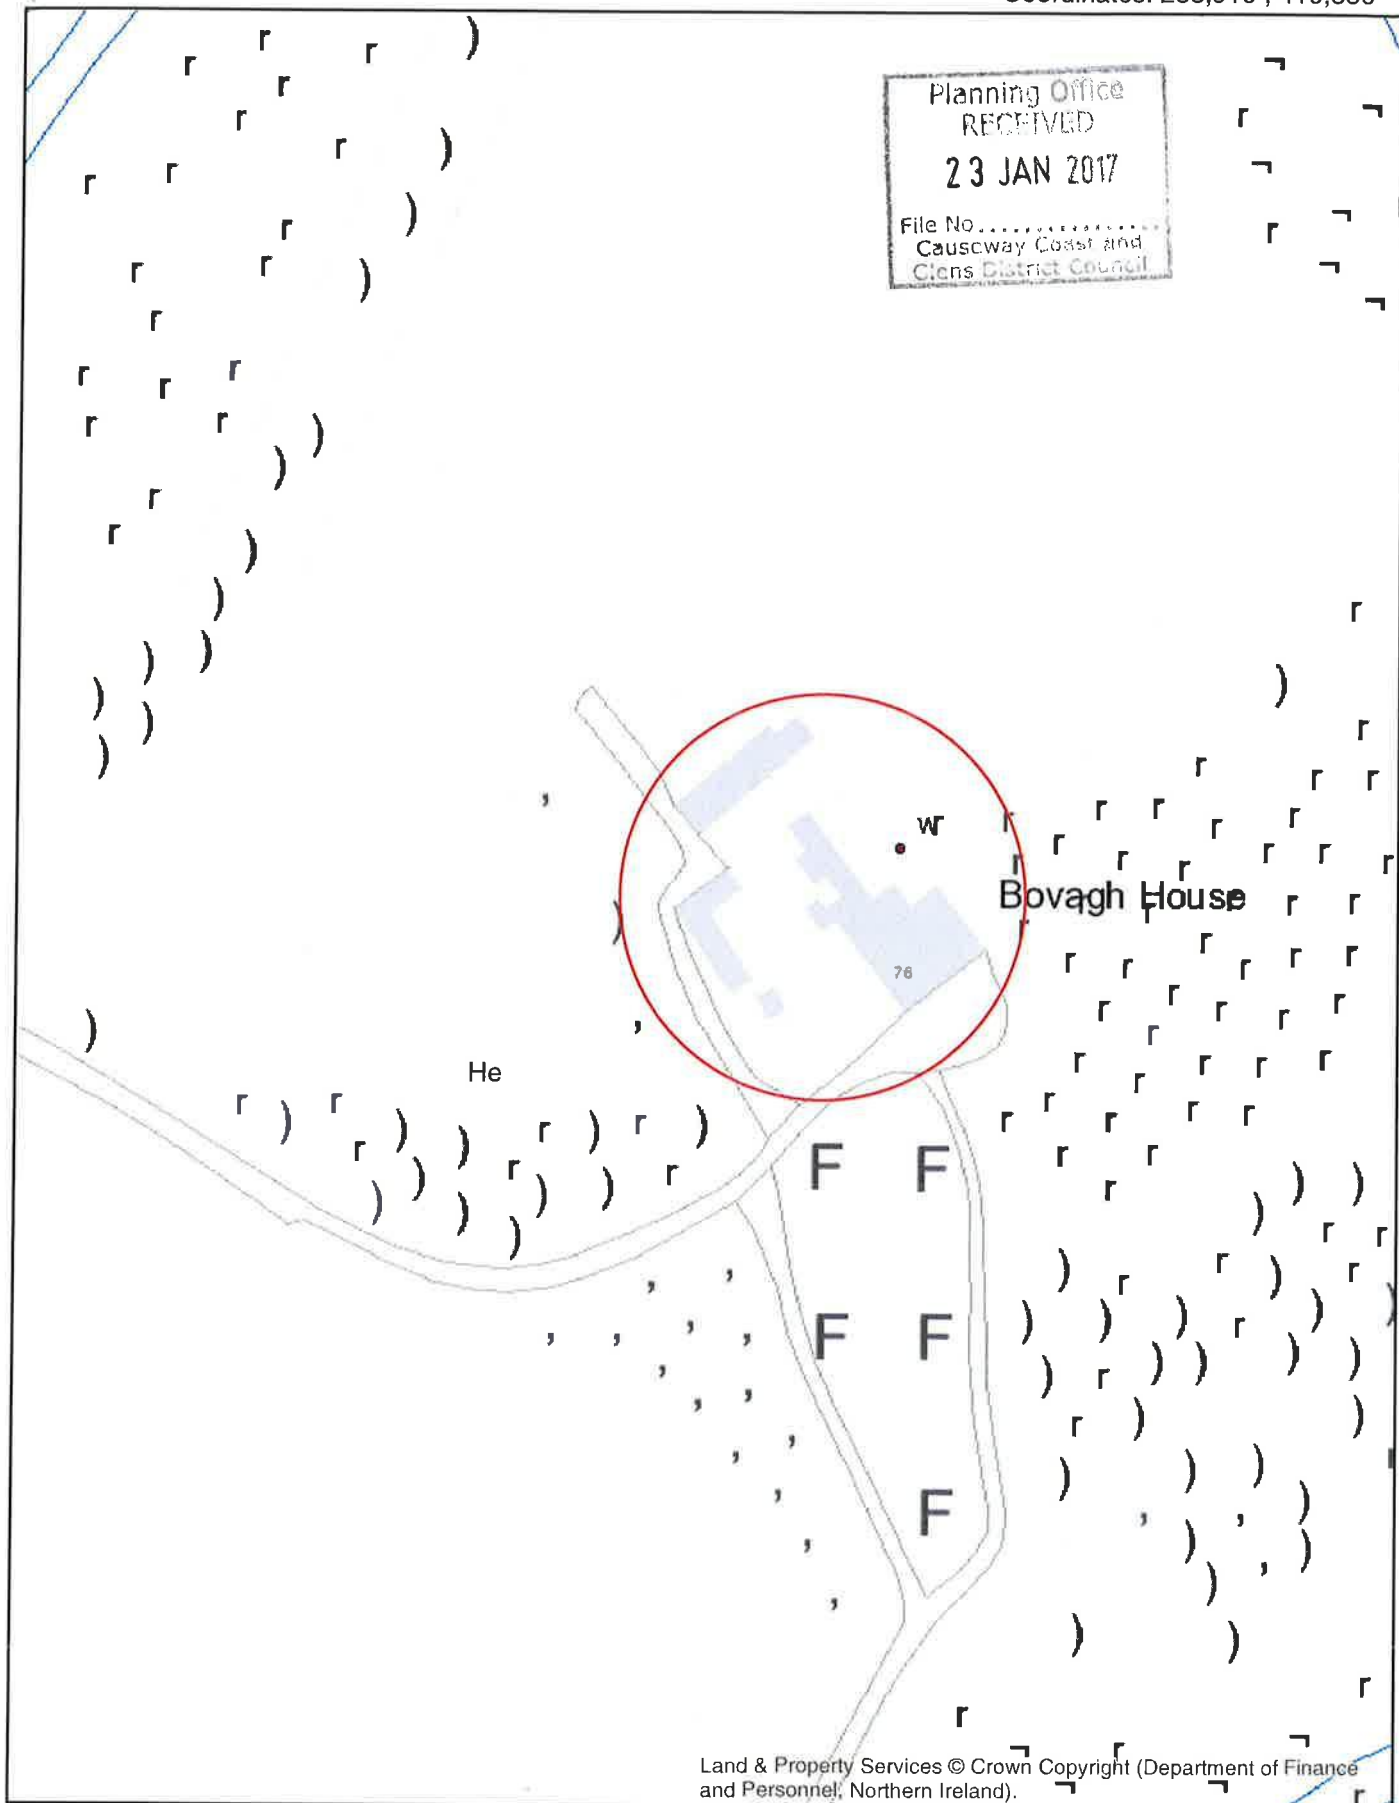 Planning Office
RECEIVED
23 JAN 2017
File No..................
Causeway Coast and
Glens District Council
wr
Bovagh House
76
He
F F
F F
F
Land & Property Services © Crown Copyright (Department of Finance
and Personnel, Northern Ireland).